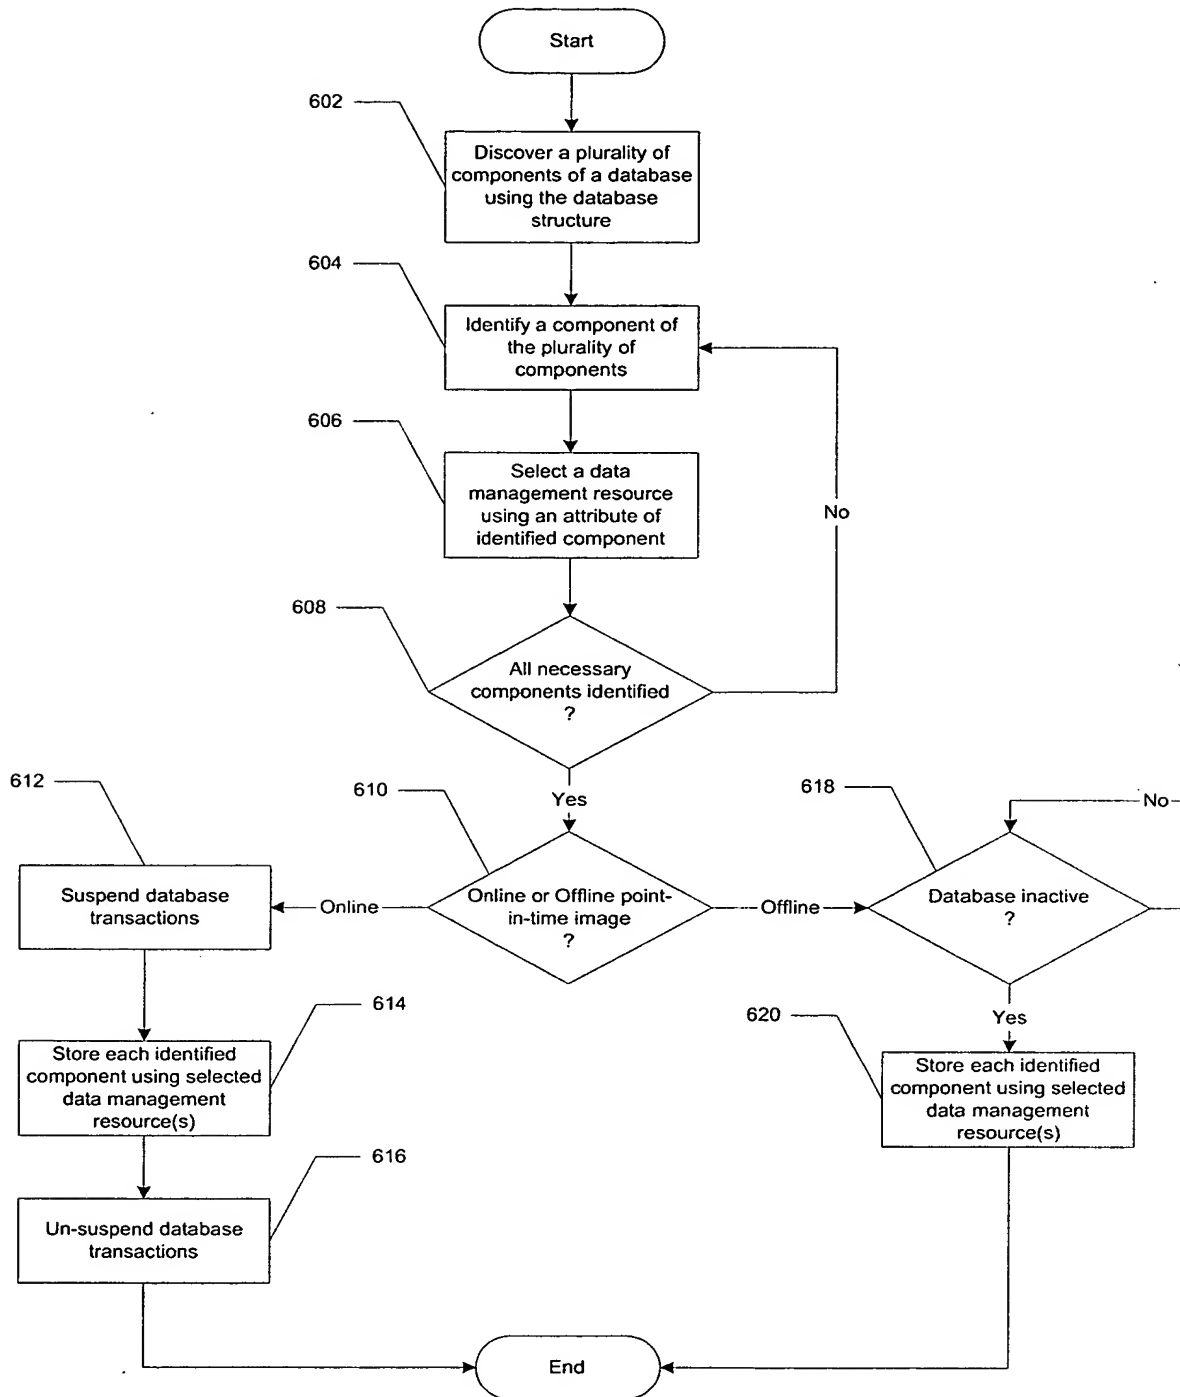 Start
602
Discover a plurality of
components of a database
using the database
structure
604
Identify a component of
the plurality of
components
606
Select a data
management resource
using an attribute of
identified component
No
608
All necessary
components identified
?
Yes
610
Online or Offline point-
in-time image
?
Online
Offline
612
Suspend database
transactions
614
Store each identified
component using selected
data management
resource(s)
616
Un-suspend database
transactions
618
Database inactive
?
No
Yes
620
Store each identified
component using selected
data management
resource(s)
End